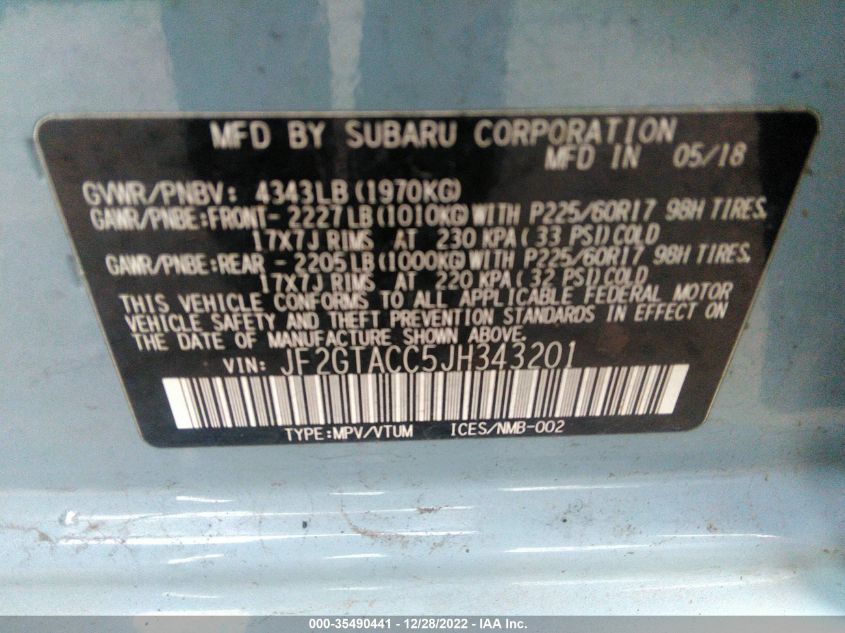 MFD BY SUBARU CORPORATION
MFD IN 05/18
GVWR/PNBV: 4343LB (1970KG)
GAWR/PNBE:FRONT- 2227LB (1010KG) WITH P225/60R17 98H TIRES,
17X7J RIMS AT 230 KPA ( 33 PSI) COLD
GAWR/PNBE:REAR - 2205LB (1000KG) WITH P225/60R17 98H TIRES,
17X7J RIMS AT 220 KPA ( 32 PSI) COLD
THIS VEHICLE CONFORMS TO ALL APPLICABLE FEDERAL MOTOR
VEHICLE SAFETY AND THEFT PREVENTION STANDARDS IN EFFECT ON
THE DATE OF MANUFACTURE SHOWN ABOVE.
VIN: JF2GTACC5JH343201
TYPE:MPV/VTUM ICES/NMB-002
000-35490441 - 12/28/2022 - IAA Inc.